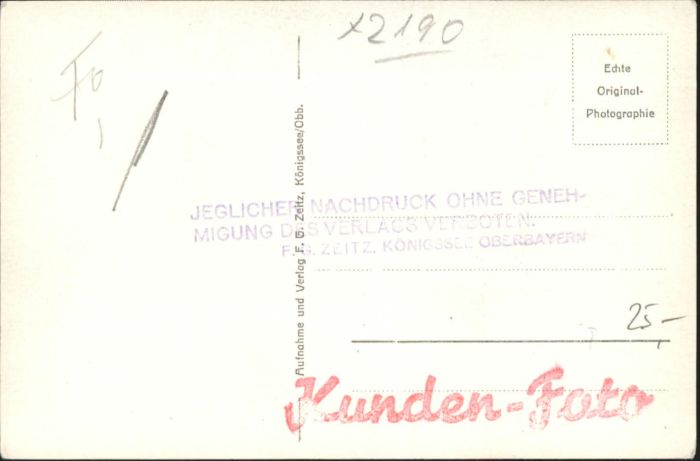 x2190
Fo
Echte
Original-
Photographie
Aufnahme und Verlag F. G. Zeitz, Königssee/Obb.
JEGLICHER NACHDRUCK OHNE GENEH-
MIGUNG DES VERLAGS VERBOTEN.
F. G. ZEITZ, KÖNIGSSEE OBERBAYERN
25,-
Kunden-Foto